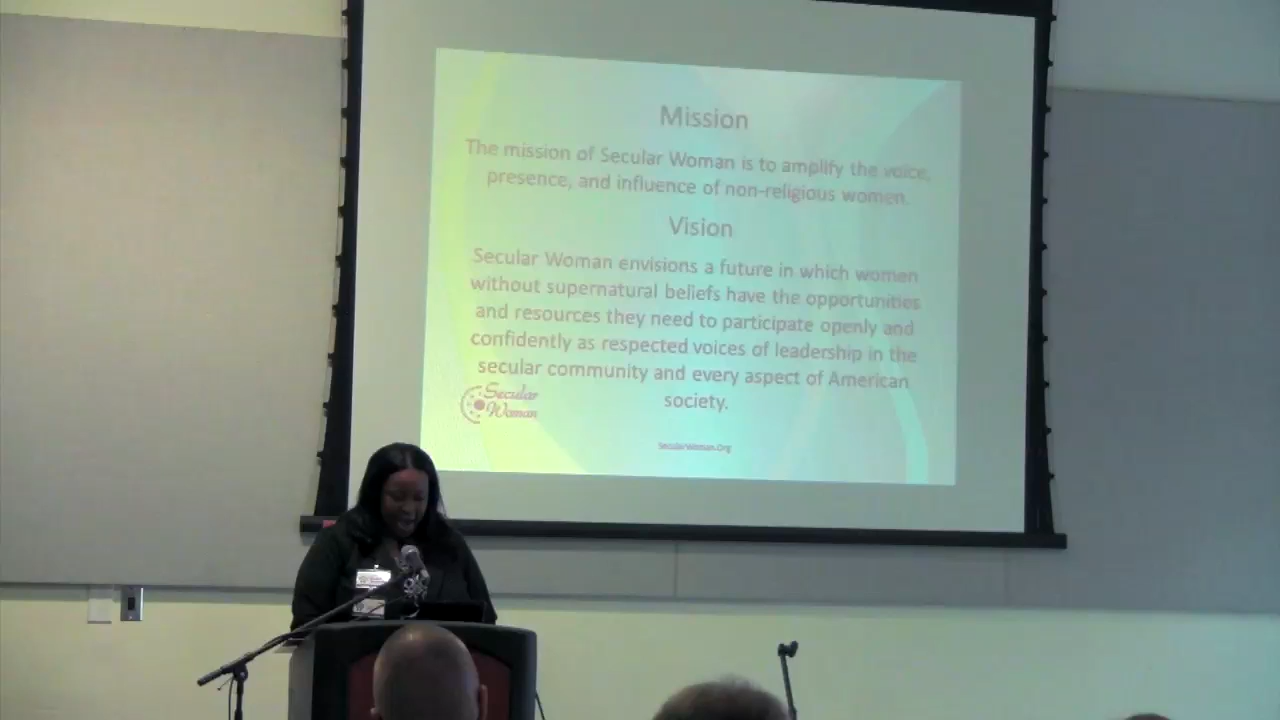 Mission
The mission of Secular Woman is to amplify the voice,
presence, and influence of non-religious women.
Vision
Secular Woman envisions a future in which women
without supernatural beliefs have the opportunities
and resources they need to participate openly and
confidently as respected voices of leadership in the
secular community and every aspect of American
society.
Secular
Woman
SecularWoman.Org